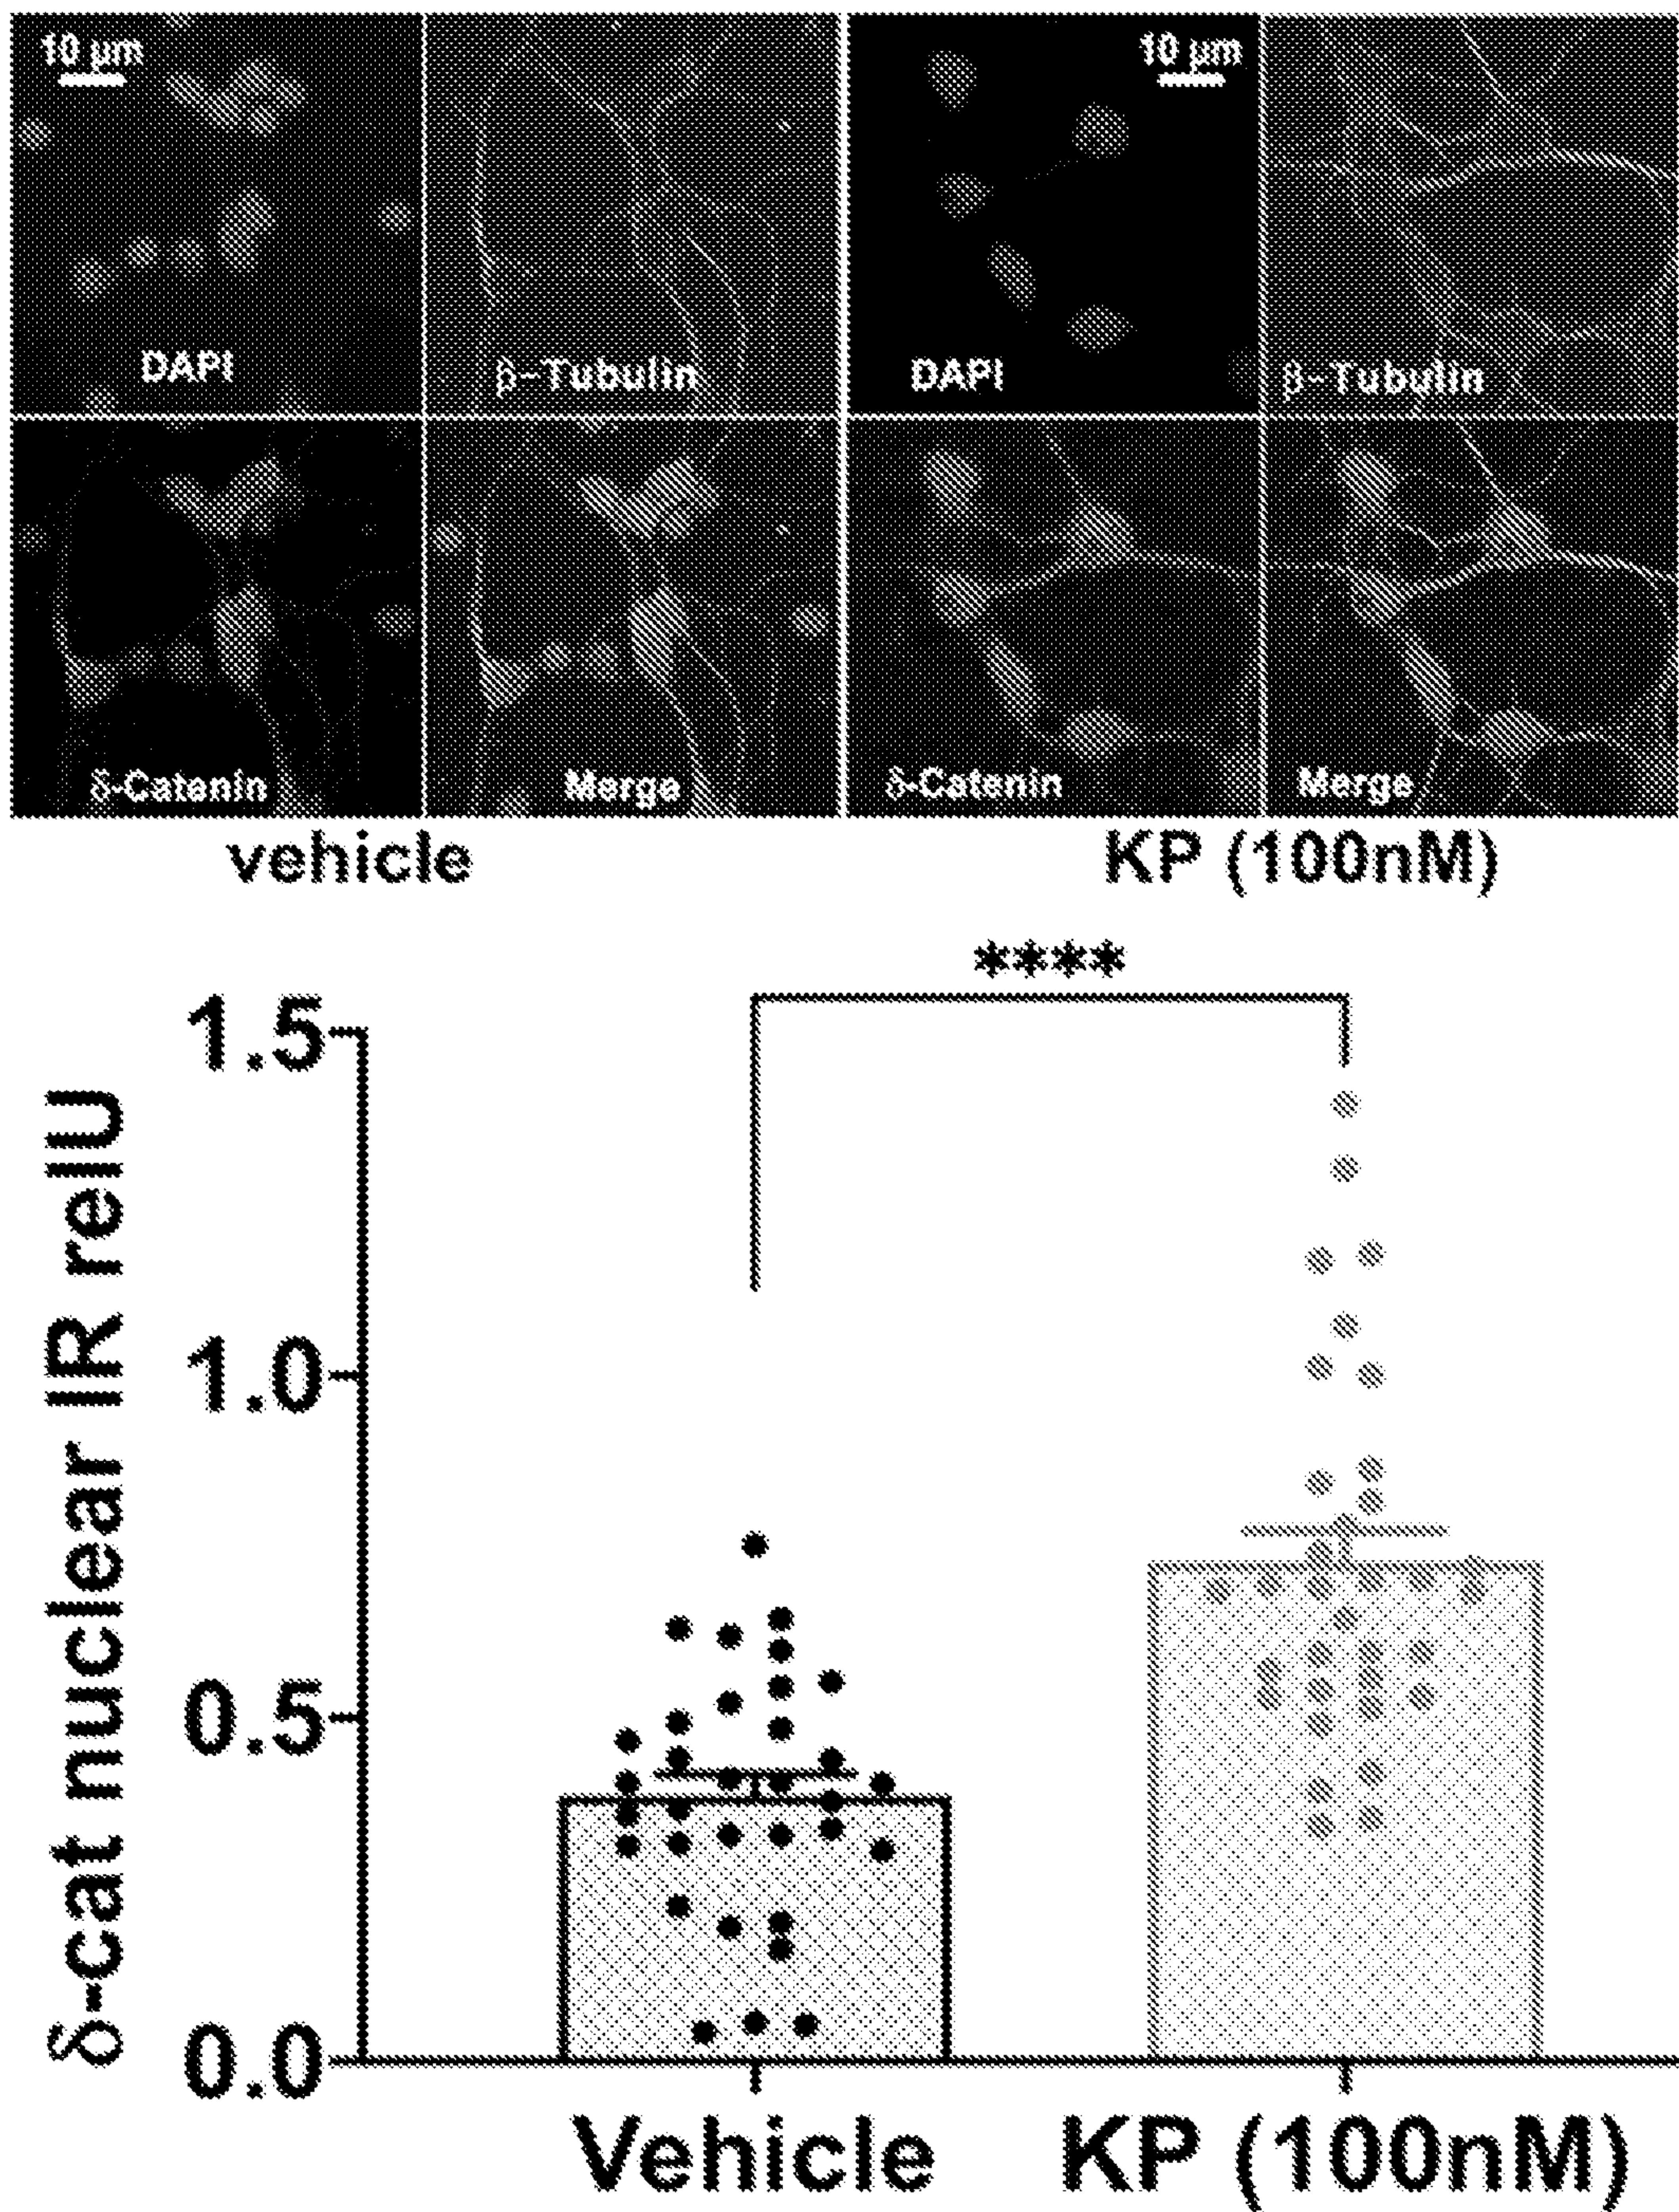 10 µm
10 µm
DAPI
β-Tubulin
DAPI
β-Tubulin
δ-Catenin
Merge
δ-Catenin
Merge
vehicle
KP (100nM)
****
1.5
1.0
0.5
0.0
δ-cat nuclear IR relU
Vehicle
KP (100nM)